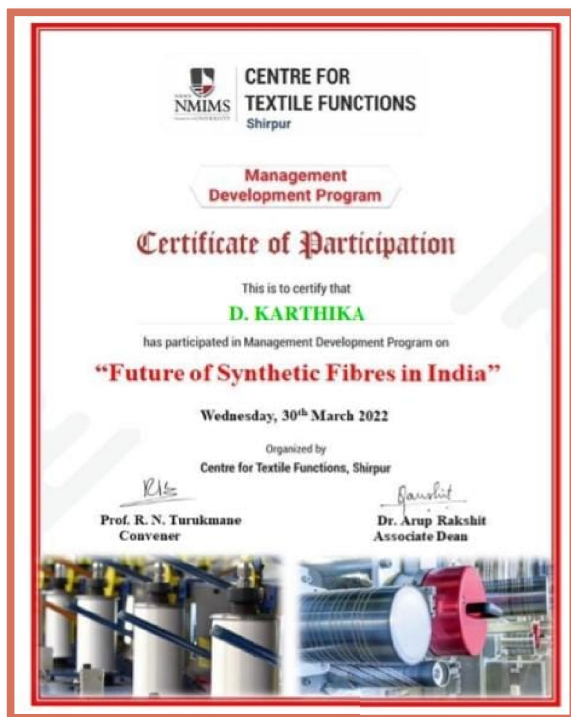 NMIMS
CENTRE FOR
TEXTILE FUNCTIONS
Shirpur
Management
Development Program
Certificate of Participation
This is to certify that
D. KARTHIKA
has participated in Management Development Program on
“Future of Synthetic Fibres in India”
Wednesday, 30th March 2022
Organized by
Centre for Textile Functions, Shirpur
Prof. R. N. Turukmane
Convener
Dr. Arup Rakshit
Associate Dean